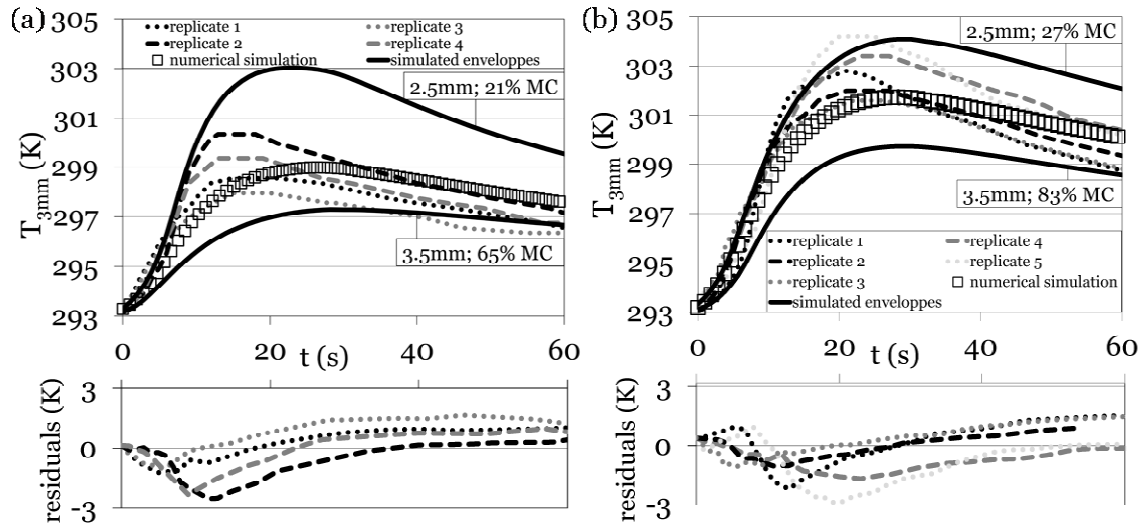 (a)
305
303
301
299
297
295
293
T3mm (K)
replicate 1
replicate 3
replicate 2
replicate 4
numerical simulation
simulated enveloppes
2.5mm; 21% MC
3.5mm; 65% MC
0
20
40
60
t (s)
3
0
-3
residuals (K)
(b)
305
303
301
299
297
295
293
T3mm (K)
2.5mm; 27% MC
3.5mm; 83% MC
replicate 1
replicate 4
replicate 2
replicate 5
replicate 3
numerical simulation
simulated enveloppes
0
20
40
60
t (s)
3
0
-3
residuals (K)